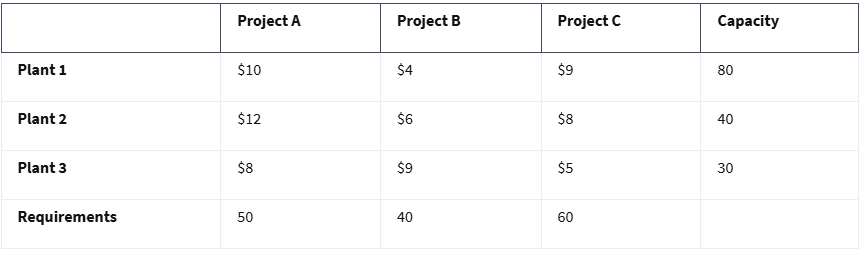 Project A Project B Project C Capacity
Plant 1 $10 $4 $9 80
Plant 2 $12 $6 $8 40
Plant 3 $8 $9 $5 30
Requirements 50 40 60